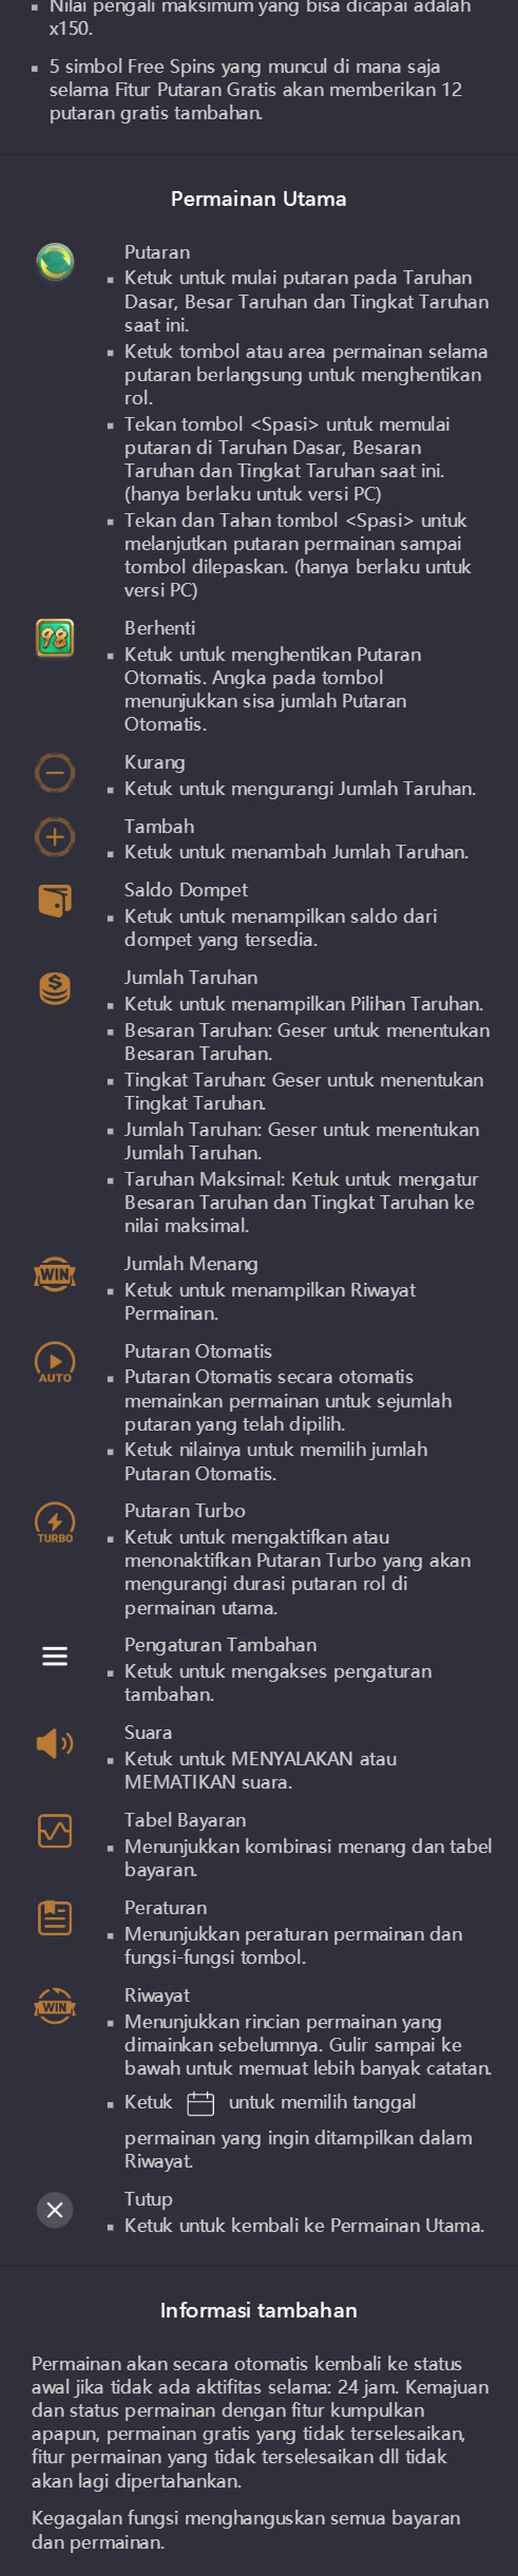 Nilai pengali maksimum yang bisa dicapai adalah
x150.
5 simbol Free Spins yang muncul di mana saja
selama Fitur Putaran Gratis akan memberikan 12
putaran gratis tambahan.
Permainan Utama
Putaran
Ketuk untuk mulai putaran pada Taruhan
Dasar, Besar Taruhan dan Tingkat Taruhan
saat ini.
Ketuk tombol atau area permainan selama
putaran berlangsung untuk menghentikan
rol.
Tekan tombol <Spasi> untuk memulai
putaran di Taruhan Dasar, Besaran
Taruhan dan Tingkat Taruhan saat ini.
(hanya berlaku untuk versi PC)
Tekan dan Tahan tombol <Spasi> untuk
melanjutkan putaran permainan sampai
tombol dilepaskan. (hanya berlaku untuk
versi PC)
98
Berhenti
Ketuk untuk menghentikan Putaran
Otomatis. Angka pada tombol
menunjukkan sisa jumlah Putaran
Otomatis.
Kurang
Ketuk untuk mengurangi Jumlah Taruhan.
Tambah
Ketuk untuk menambah Jumlah Taruhan.
Saldo Dompet
Ketuk untuk menampilkan saldo dari
dompet yang tersedia.
Jumlah Taruhan
Ketuk untuk menampilkan Pilihan Taruhan.
Besaran Taruhan: Geser untuk menentukan
Besaran Taruhan.
Tingkat Taruhan: Geser untuk menentukan
Tingkat Taruhan.
Jumlah Taruhan: Geser untuk menentukan
Jumlah Taruhan.
Taruhan Maksimal: Ketuk untuk mengatur
Besaran Taruhan dan Tingkat Taruhan ke
nilai maksimal.
WIN
Jumlah Menang
Ketuk untuk menampilkan Riwayat
Permainan.
AUTO
Putaran Otomatis
Putaran Otomatis secara otomatis
memainkan permainan untuk sejumlah
putaran yang telah dipilih.
Ketuk nilainya untuk memilih jumlah
Putaran Otomatis.
TURBO
Putaran Turbo
Ketuk untuk mengaktifkan atau
menonaktifkan Putaran Turbo yang akan
mengurangi durasi putaran rol di
permainan utama.
Pengaturan Tambahan
Ketuk untuk mengakses pengaturan
tambahan.
Suara
Ketuk untuk MENYALAKAN atau
MEMATIKAN suara.
Tabel Bayaran
Menunjukkan kombinasi menang dan tabel
bayaran.
Peraturan
Menunjukkan peraturan permainan dan
fungsi-fungsi tombol.
WIN
Riwayat
Menunjukkan rincian permainan yang
dimainkan sebelumnya. Gulir sampai ke
bawah untuk memuat lebih banyak catatan.
Ketuk untuk memilih tanggal
permainan yang ingin ditampilkan dalam
Riwayat.
Tutup
Ketuk untuk kembali ke Permainan Utama.
Informasi tambahan
Permainan akan secara otomatis kembali ke status
awal jika tidak ada aktifitas selama: 24 jam. Kemajuan
dan status permainan dengan fitur kumpulkan
apapun, permainan gratis yang tidak terselesaikan,
fitur permainan yang tidak terselesaikan dll tidak
akan lagi dipertahankan.
Kegagalan fungsi menghanguskan semua bayaran
dan permainan.